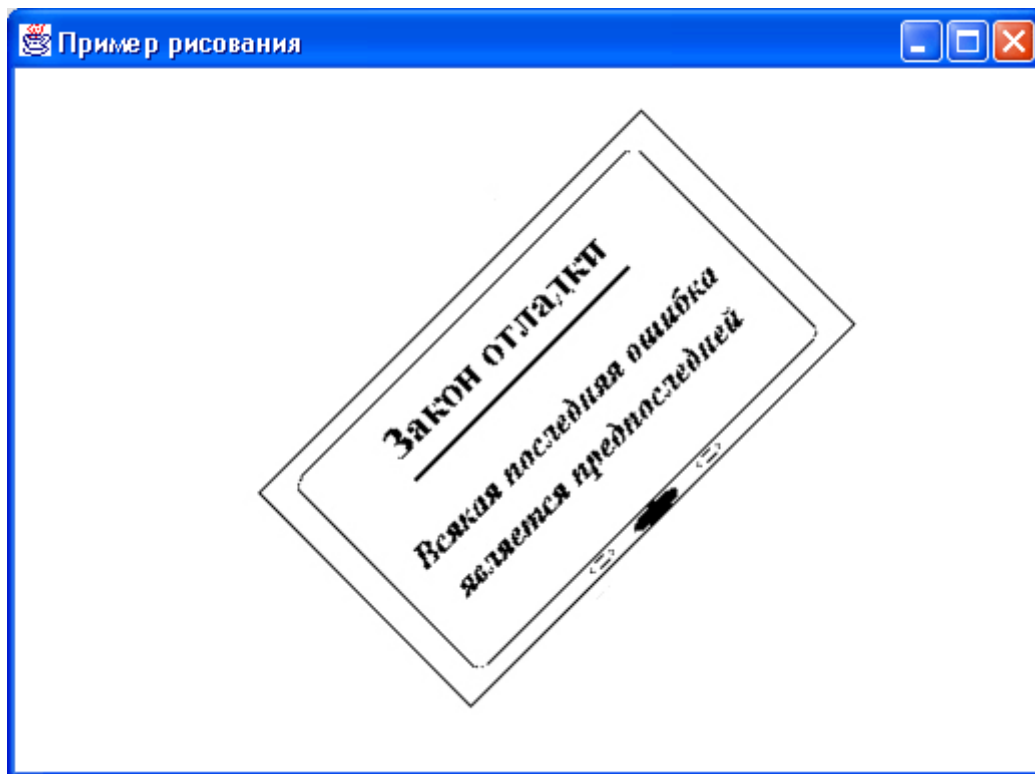 Пример рисования
Закон отладки
Всякая последняя ошибка
является предпоследней